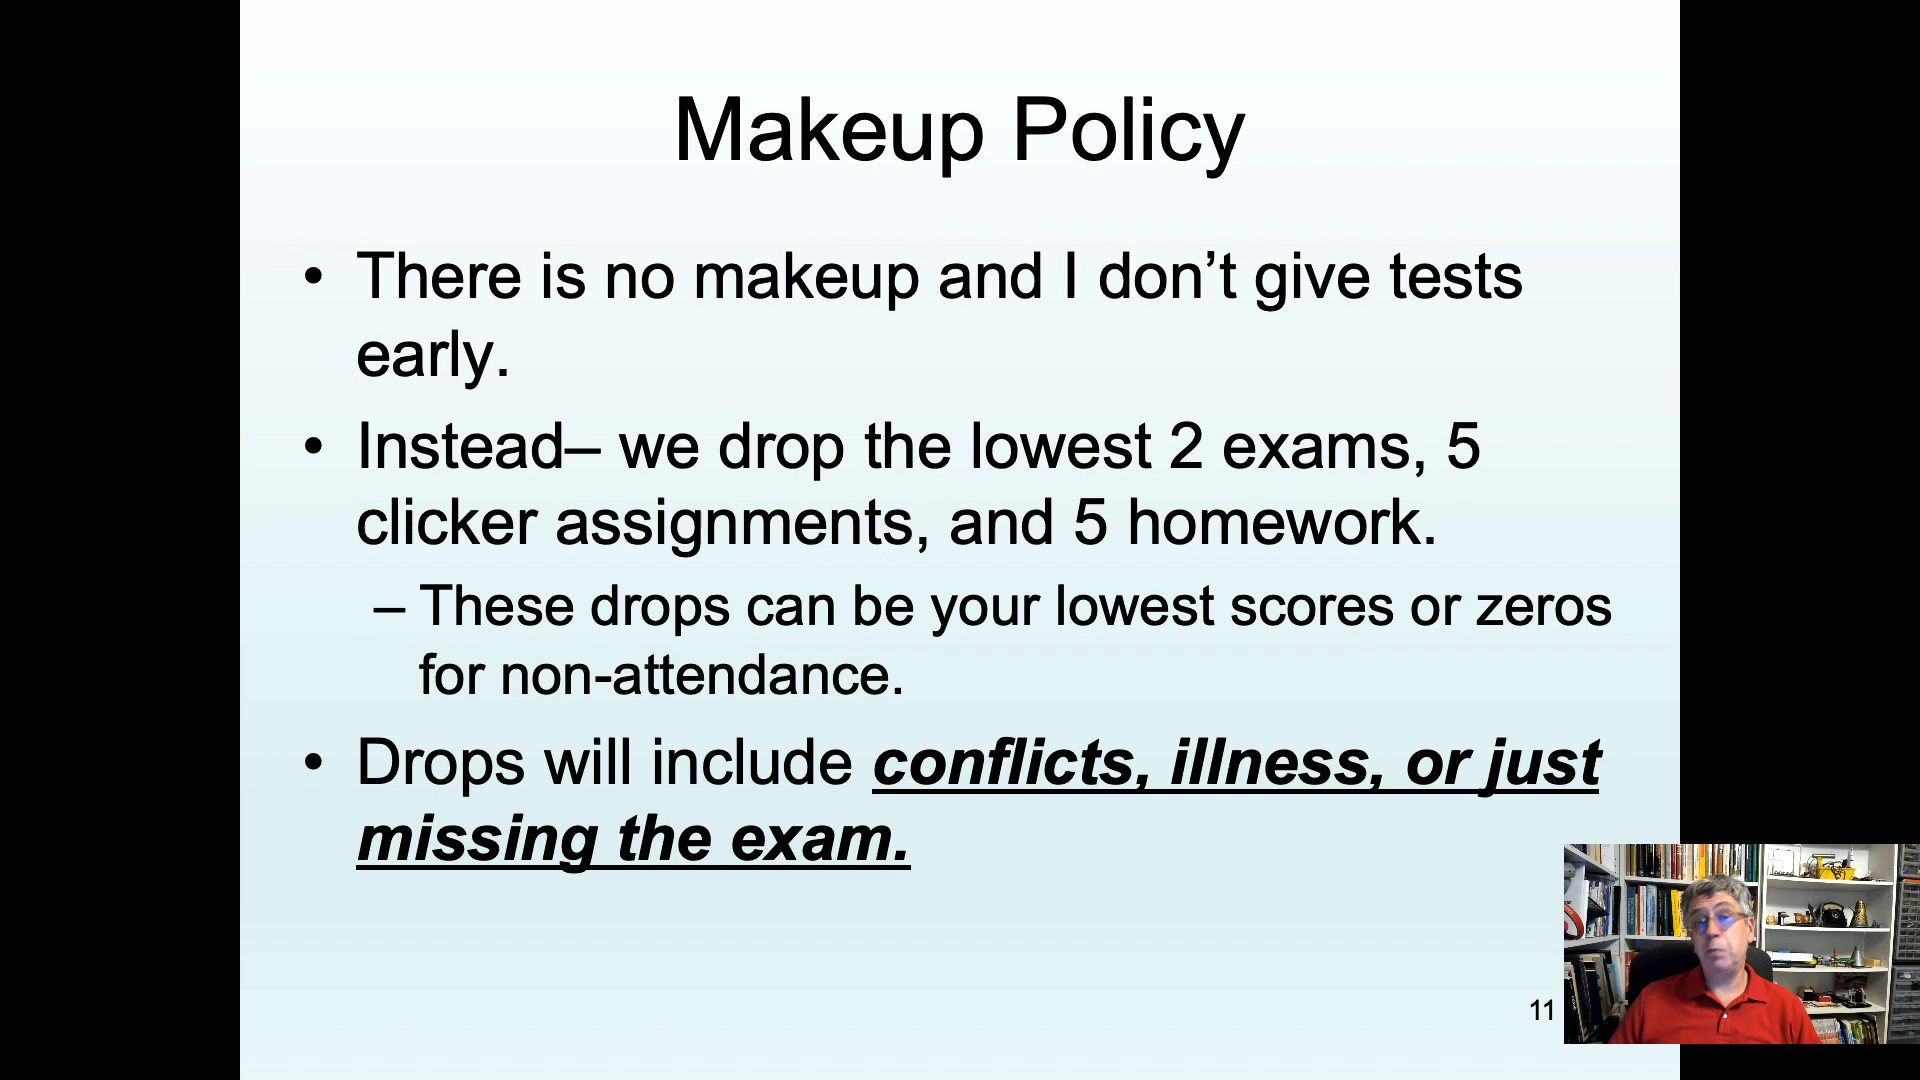 Makeup Policy
• There is no makeup and I don’t give tests
early.
• Instead– we drop the lowest 2 exams, 5
clicker assignments, and 5 homework.
– These drops can be your lowest scores or zeros
for non-attendance.
• Drops will include conflicts, illness, or just
missing the exam.
11